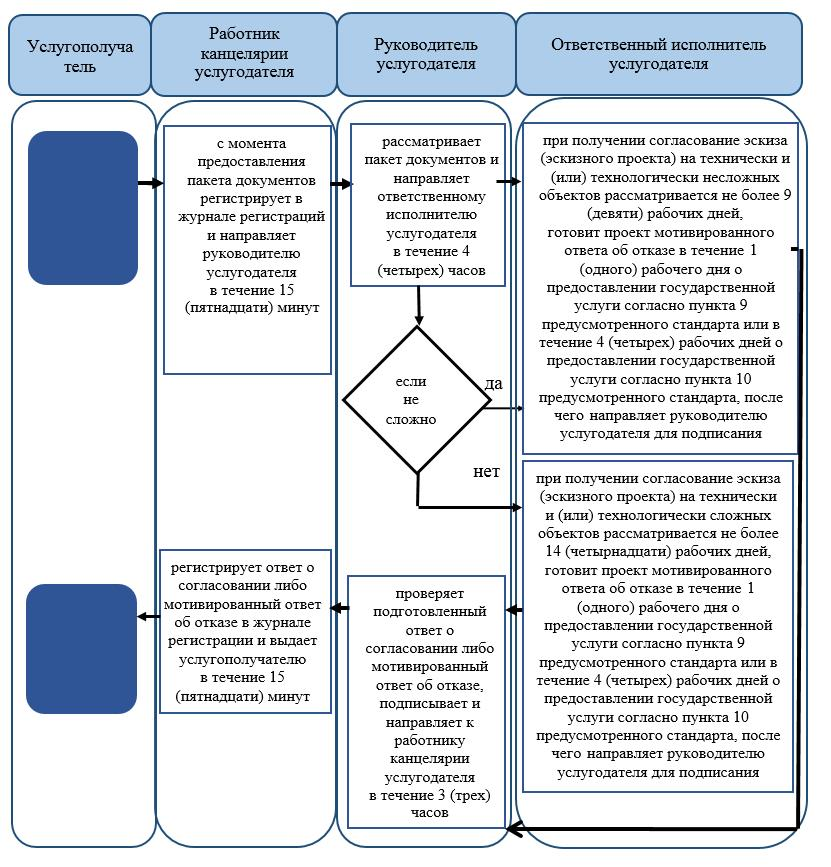 Услугополуча
тель
Работник
канцелярии
услугодателя
Руководитель
услугодателя
Ответственный исполнитель
услугодателя
с момента
предоставления
пакета документов
регистрирует в
журнале регистраций
и направляет
руководителю
услугодателя
в течение 15
(пятнадцати) минут
рассматривает
пакет документов и
направляет
ответственному
исполнителю
услугодателя
в течение 4
(четырех) часов
при получении согласование эскиза
(эскизного проекта) на технически и
(или) технологически несложных
объектов рассматривается не более 9
(девяти) рабочих дней,
готовит проект мотивированного
ответа об отказе в течение 1
(одного) рабочего дня о
предоставлении государственной
услуги согласно пункта 9
предусмотренного стандарта или в
течение 4 (четырех) рабочих дней о
предоставлении государственной
услуги согласно пункта 10
предусмотренного стандарта, после
чего направляет руководителю
услугодателя для подписания
если
не
сложно
да
нет
при получении согласование эскиза
(эскизного проекта) на технически
и (или) технологически сложных
объектов рассматривается не более
14 (четырнадцати) рабочих дней,
готовит проект мотивированного
ответа об отказе в течение 1
(одного) рабочего дня о
предоставлении государственной
услуги согласно пункта 9
предусмотренного стандарта или в
течение 4 (четырех) рабочих дней о
предоставлении государственной
услуги согласно пункта 10
предусмотренного стандарта, после
чего направляет руководителю
услугодателя для подписания
проверяет
подготовленный
ответ о
согласовании либо
мотивированный
ответ об отказе,
подписывает и
направляет к
работнику
канцелярии
услугодателя
в течение 3 (трех)
часов
регистрирует ответ о
согласовании либо
мотивированный ответ
об отказе в журнале
регистрации и выдает
услугополучателю
в течение 15
(пятнадцати) минут